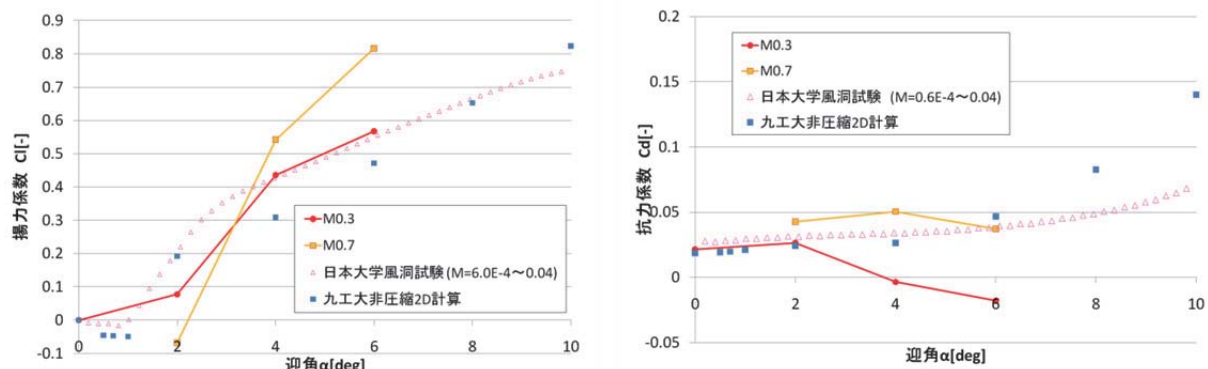 0.9
0.8
0.7
0.6
0.5
0.4
0.3
0.2
0.1
0
-0.1
揚力係数 Cl[-]
M0.3
M0.7
日本大学風洞試験 (M=6.0E-4～0.04)
九工大非圧縮2D計算
0 2 4 6 8 10
迎角α[deg]
0.2
0.15
0.1
0.05
0
-0.05
抗力係数 Cd[-]
M0.3
M0.7
日本大学風洞試験 (M=0.6E-4～0.04)
九工大非圧縮2D計算
0 2 4 6 8 10
迎角α[deg]